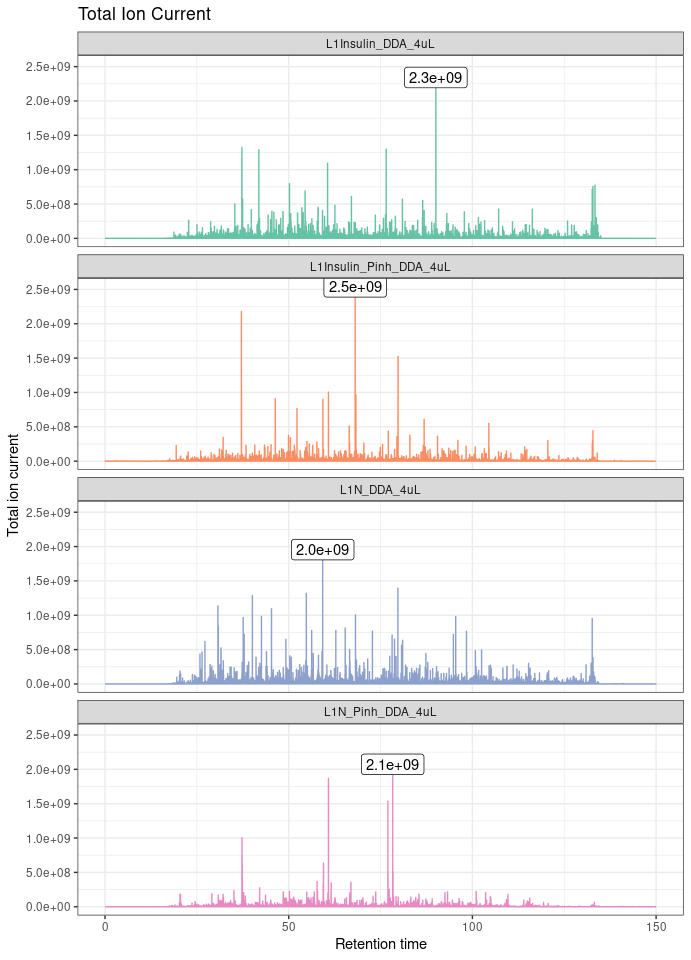 Total Ion Current
L1Insulin_DDA_4uL
2.5e+09
2.3e+09
2.0e+09
1.5e+09
1.0e+09
5.0e+08
0.0e+00
L1Insulin_Pinh_DDA_4uL
2.5e+09
2.5e+09
2.0e+09
1.5e+09
1.0e+09
5.0e+08
0.0e+00
Total ion current
L1N_DDA_4uL
2.5e+09
2.0e+09
2.0e+09
1.5e+09
1.0e+09
5.0e+08
0.0e+00
L1N_Pinh_DDA_4uL
2.5e+09
2.0e+09
2.1e+09
1.5e+09
1.0e+09
5.0e+08
0.0e+00
0 50 100 150
Retention time